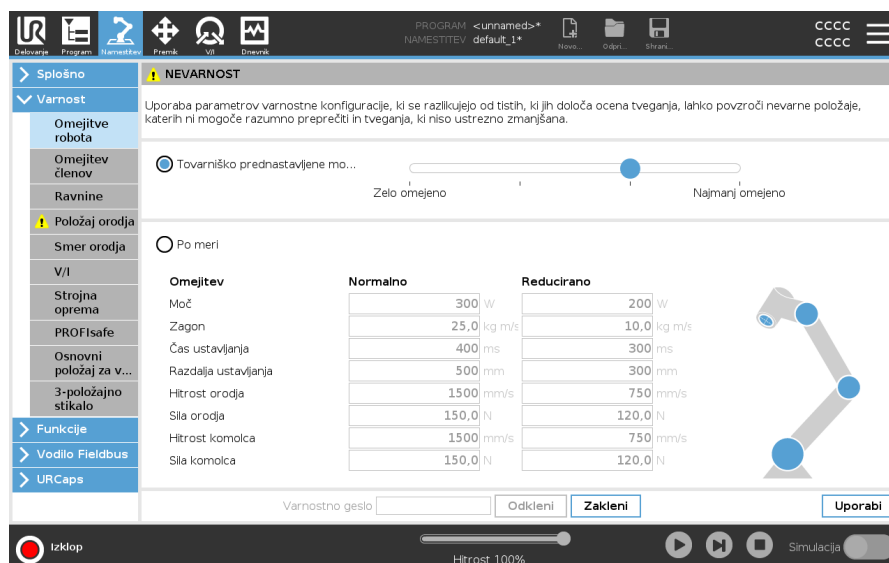 UR
PROGRAM <unnamed>*
NAMESTITEV default_1*
Delovanje Program Namestitev Premik V/I Dnevnik
Novo... Odpri... Shrani...
cccc
cccc
Splošno
Varnost
Omejitve
robota
Omejitev
členov
Ravnine
Položaj orodja
Smer orodja
V/I
Strojna
oprema
PROFIsafe
Osnovni
položaj za v...
3-položajno
stikalo
Funkcije
Vodilo Fieldbus
URCaps
NEVARNOST
Uporaba parametrov varnostne konfiguracije, ki se razlikujejo od tistih, ki jih določa ocena tveganja, lahko povzroči nevarne položaje,
katerih ni mogoče razumno preprečiti in tveganja, ki niso ustrezno zmanjšana.
Tovarniško prednastavljene mo...
Zelo omejeno Najmanj omejeno
Po meri
Omejitev Normalno Reducirano
Moč 300 W 200 W
Zagon 25,0 kg m/s 10,0 kg m/s
Čas ustavljanja 400 ms 300 ms
Razdalja ustavljanja 500 mm 300 mm
Hitrost orodja 1500 mm/s 750 mm/s
Sila orodja 150,0 N 120,0 N
Hitrost komolca 1500 mm/s 750 mm/s
Sila komolca 150,0 N 120,0 N
Varnostno geslo Odkleni Zakleni Uporabi
Izklop
Hitrost 100%
Simulacija